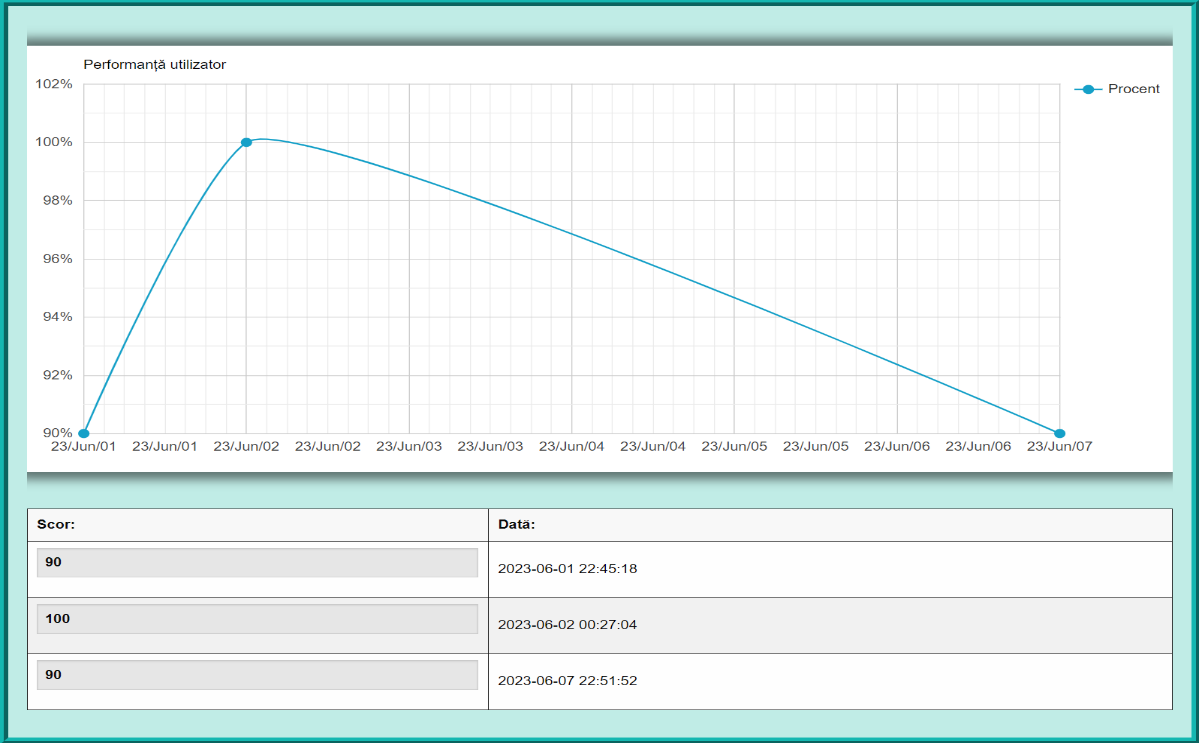 Performanță utilizator
102%
Procent
100%
98%
96%
94%
92%
90%
23/Jun/01 23/Jun/01 23/Jun/02 23/Jun/02 23/Jun/03 23/Jun/03 23/Jun/04 23/Jun/04 23/Jun/05 23/Jun/05 23/Jun/06 23/Jun/06 23/Jun/07
Scor: Dată:
90 2023-06-01 22:45:18
100 2023-06-02 00:27:04
90 2023-06-07 22:51:52